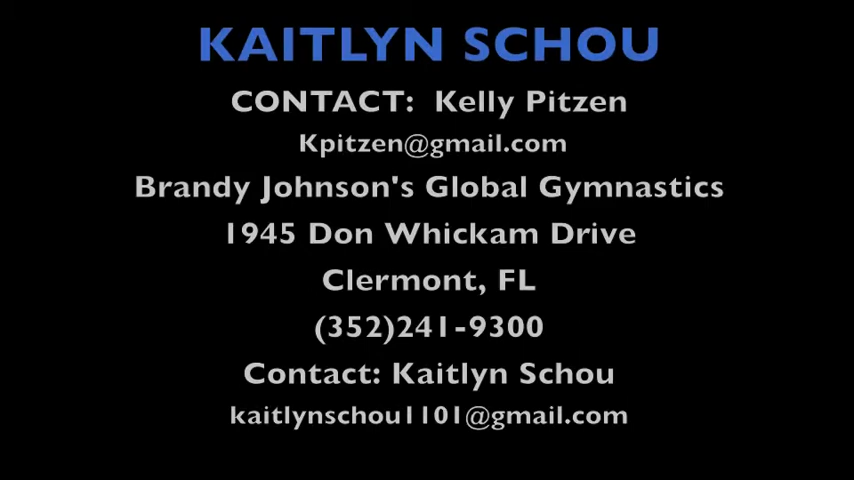 KAITLYN SCHOU
CONTACT:  Kelly Pitzen
Kpitzen@gmail.com
Brandy Johnson's Global Gymnastics
1945 Don Whickam Drive
Clermont, FL
(352)241-9300
Contact: Kaitlyn Schou
kaitlynschou1101@gmail.com